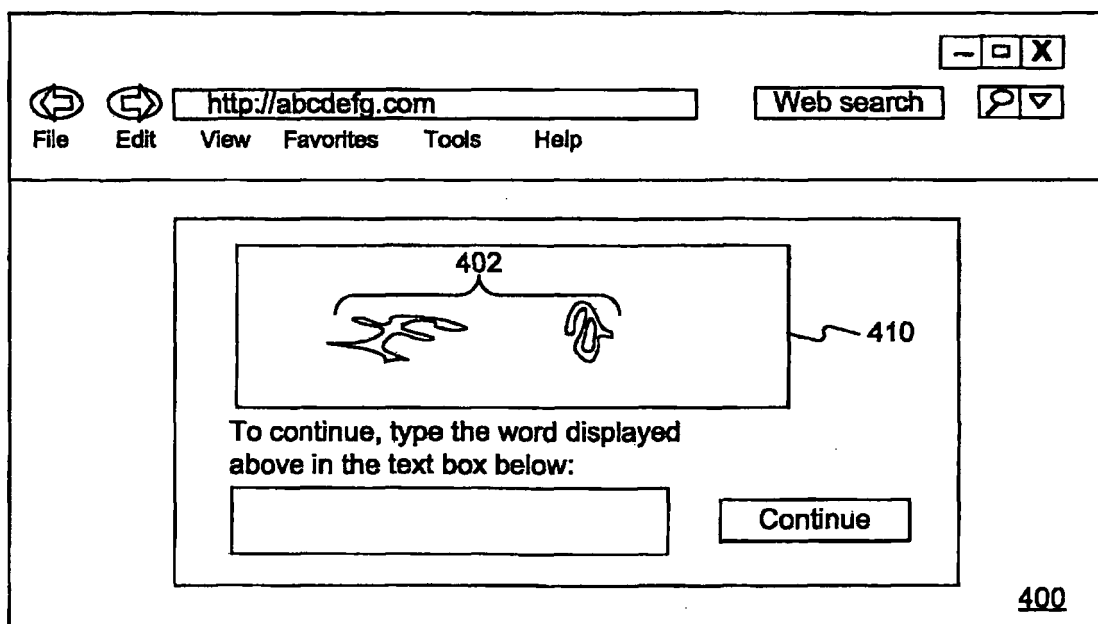 http://abcdefg.com Web search
File Edit View Favorites Tools Help
402
410
To continue, type the word displayed
above in the text box below:
Continue
400